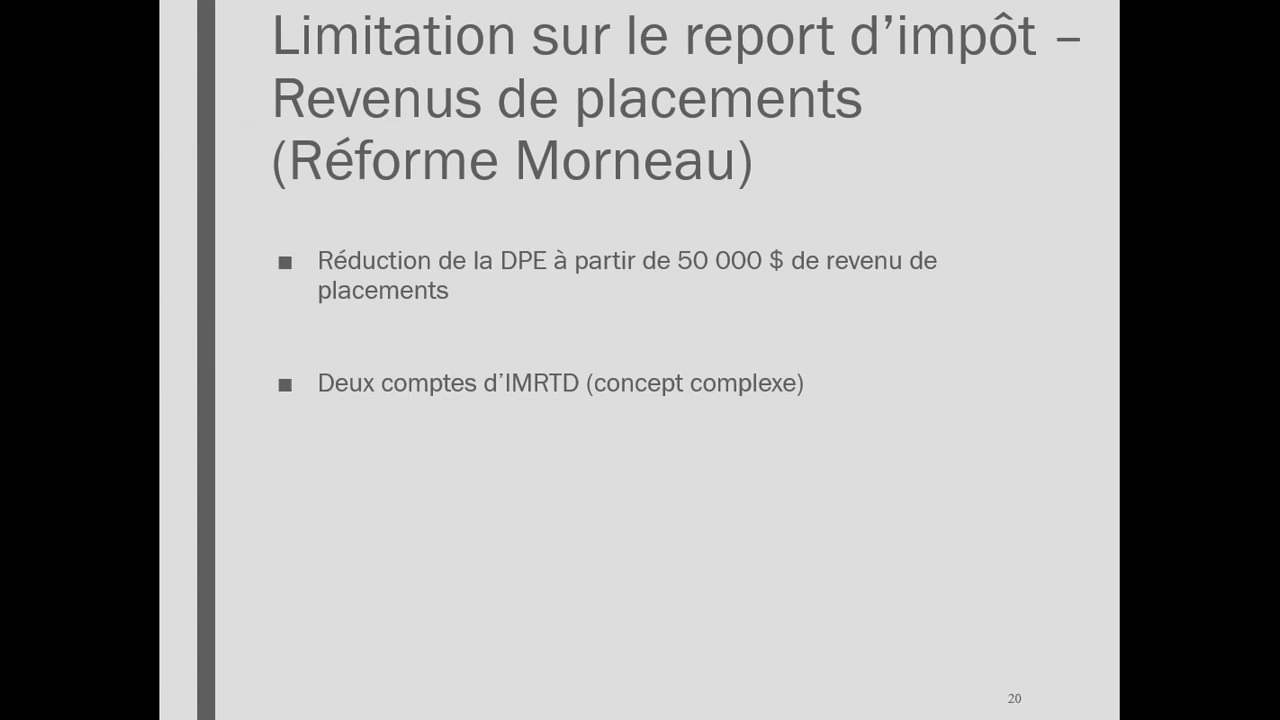 Limitation sur le report d’impôt –
Revenus de placements
(Réforme Morneau)
■ Réduction de la DPE à partir de 50 000 $ de revenu de
placements
■ Deux comptes d’IMRTD (concept complexe)
20